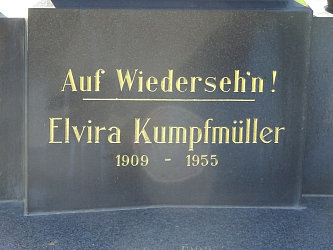 Auf Wiederseh'n!
Elvira Kumpfmüller
1909 - 1955